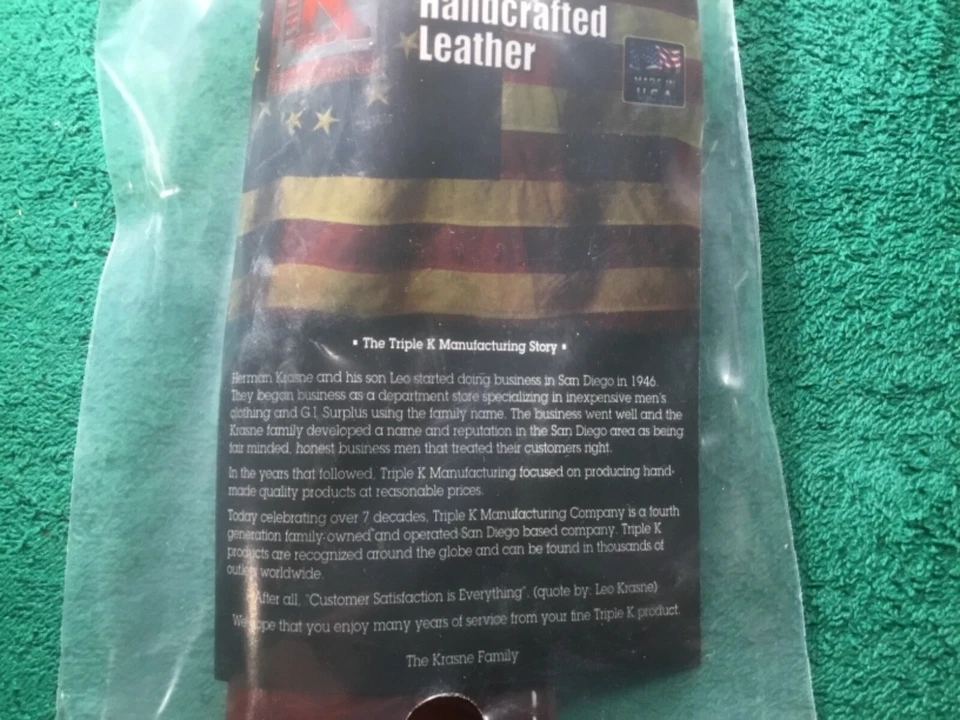 K
Handcrafted
Leather
MADE IN
U.S.A
▪ The Triple K Manufacturing Story ▪
Herman Krasne and his son Leo started doing business in San Diego in 1946.
They began business as a department store specializing in inexpensive men's
clothing and G.I. Surplus using the family name. The business went well and the
Krasne family developed a name and reputation in the San Diego area as being
fair minded, honest business men that treated their customers right.
In the years that followed, Triple K Manufacturing focused on producing hand-
made quality products at reasonable prices.
Today celebrating over 7 decades, Triple K Manufacturing Company is a fourth
generation family-owned and operated San Diego based company. Triple K
products are recognized around the globe and can be found in thousands of
outlets worldwide.
After all, "Customer Satisfaction is Everything". (quote by: Leo Krasne)
We hope that you enjoy many years of service from your fine Triple K product.
The Krasne Family